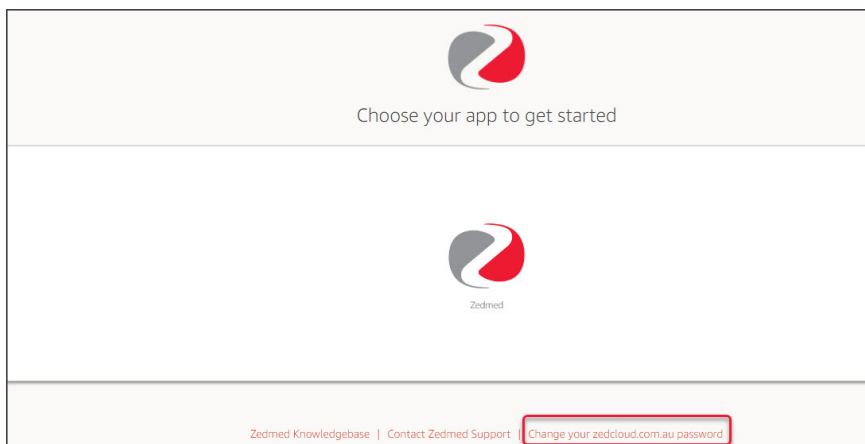 Choose your app to get started
Zedmed
Zedmed Knowledgebase | Contact Zedmed Support | Change your zedcloud.com.au password